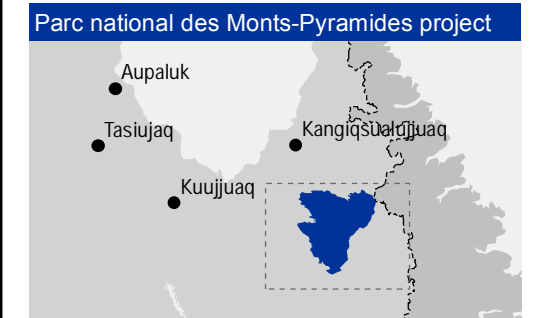 Parc national des Monts-Pyramides project
Aupaluk
Tasiujaq
Kangiqsualujjuaq
Kuujjuaq